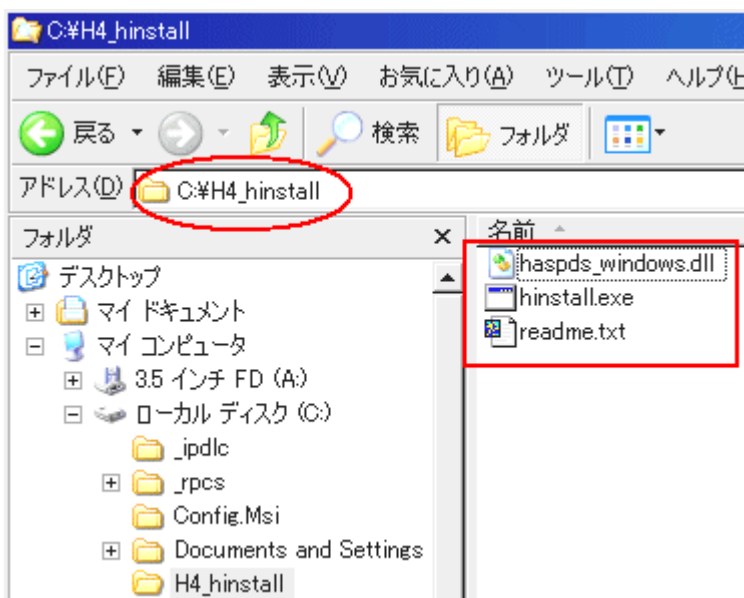 C:¥H4_hinstall
ファイル(F) 編集(E) 表示(V) お気に入り(A) ツール(T) ヘルプ(H
戻る 検索 フォルダ
アドレス(D) C:¥H4_hinstall
フォルダ
名前
デスクトップ
haspds_windows.dll
マイ ドキュメント
hinstall.exe
マイ コンピュータ
readme.txt
3.5 インチ FD (A:)
ローカル ディスク (C:)
_ipdlc
_rpcs
Config.Msi
Documents and Settings
H4_hinstall